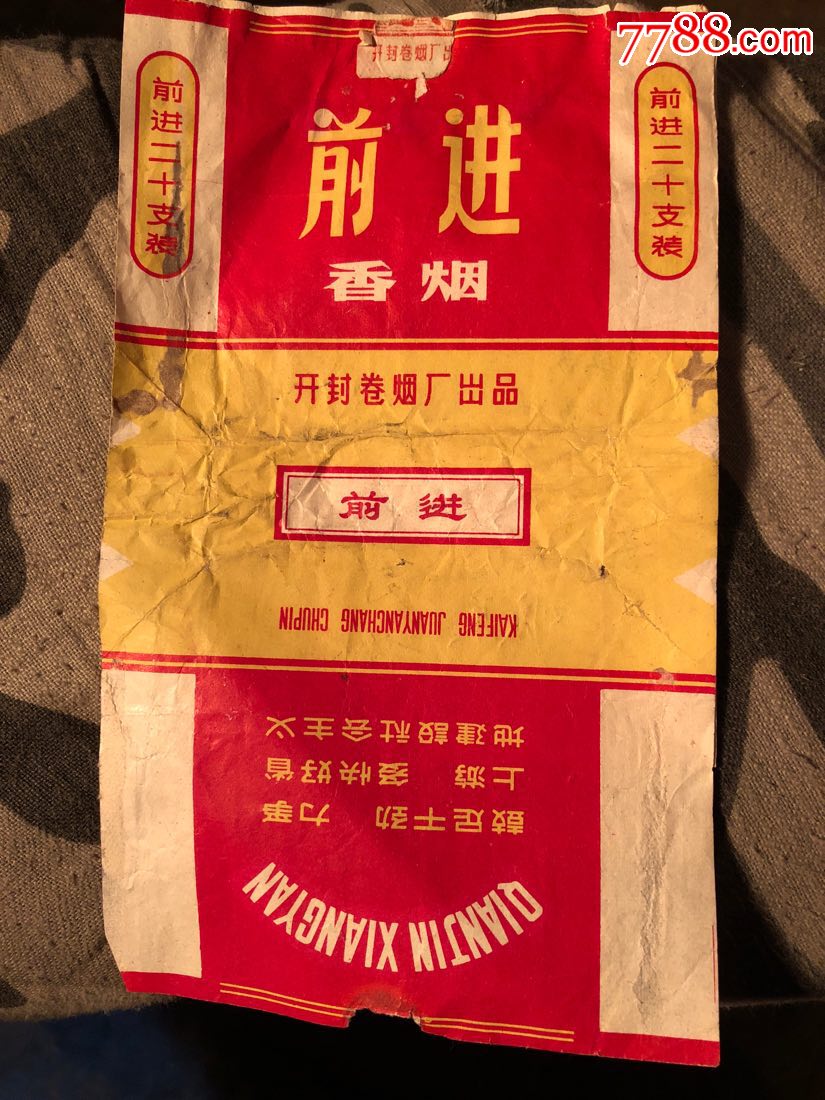 7788.com
开封卷烟厂出
前进二十支装
前进
前进二十支装
香烟
开封卷烟厂出品
前进
KAIFENG JUANYANCHANG CHUPIN
QIANJIN XIANGYAN
鼓足干劲 力争
上游 多快好省
地建設社会主义